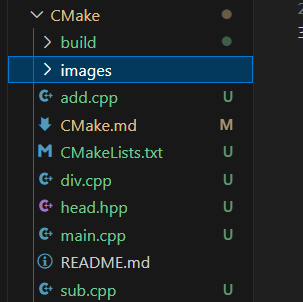 CMake
build
images
add.cpp U
CMake.md M
CMakeLists.txt U
div.cpp U
head.hpp U
main.cpp U
README.md
sub.cpp U